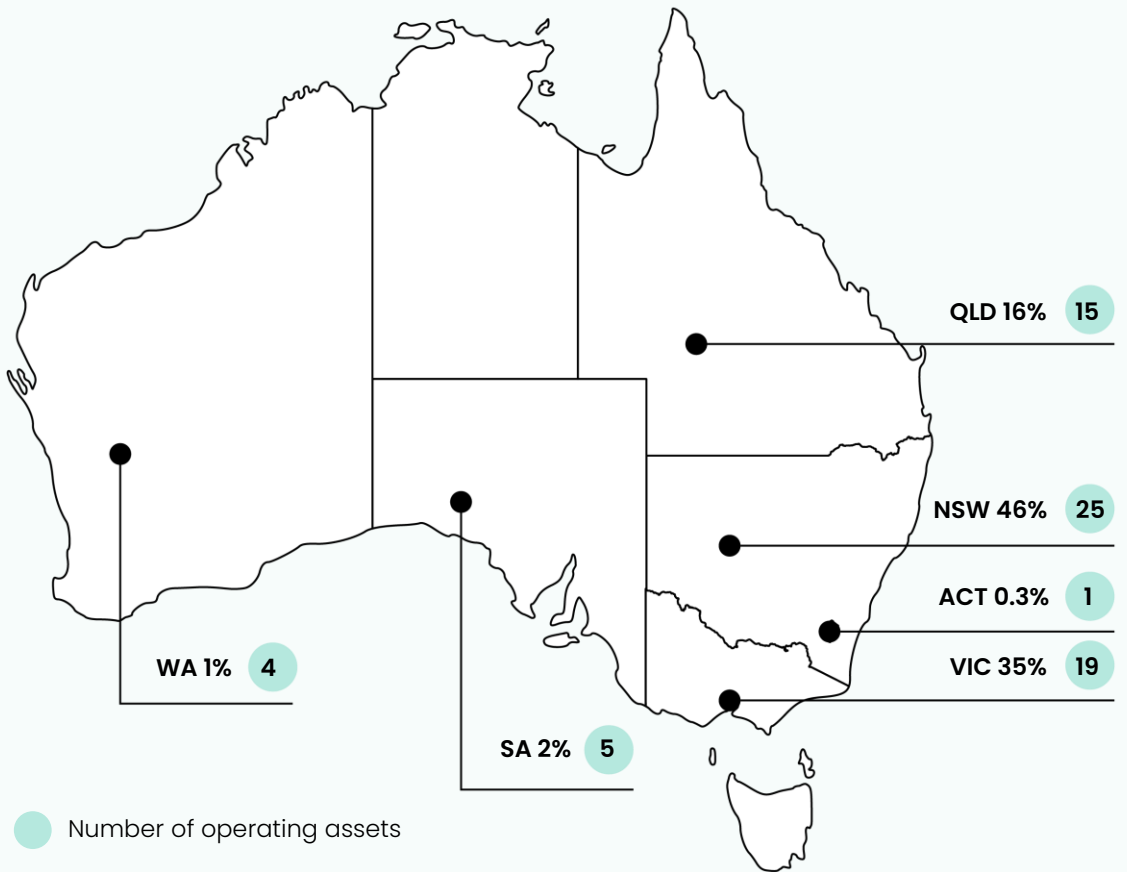 QLD 16% 15
NSW 46% 25
ACT 0.3% 1
VIC 35% 19
WA 1% 4
SA 2% 5
Number of operating assets